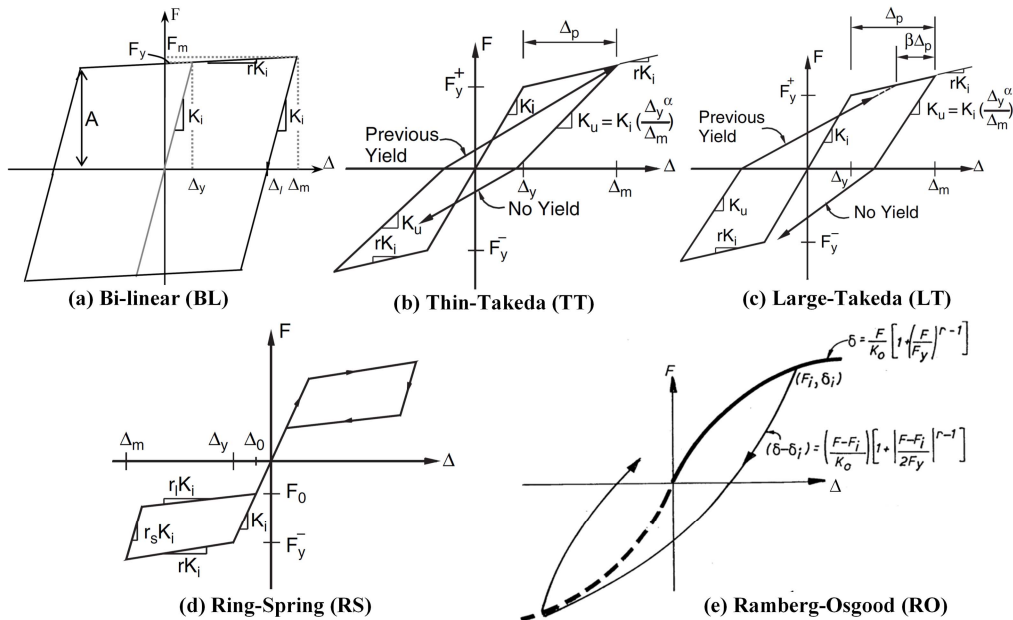 F
F_m
F_y
rK_i
A
K_i
K_i
Δ
Δ_y
Δ_l
Δ_m
(a) Bi-linear (BL)
Δ_p
F
rK_i
F_y^+
K_i
K_u = K_i(Δ_y/Δ_m)^α
Previous
Yield
Δ
Δ_y
Δ_m
No Yield
K_u
rK_i
F_y^-
(b) Thin-Takeda (TT)
Δ_p
βΔ_p
F
rK_i
F_y^+
K_u = K_i(Δ_y/Δ_m)^α
Previous
Yield
K_i
Δ
Δ_y
Δ_m
K_u
No Yield
rK_i
F_y^-
(c) Large-Takeda (LT)
F
Δ_m
Δ_y
Δ_0
Δ
r_lK_i
F_0
r_sK_i
K_i
F_y^-
rK_i
(d) Ring-Spring (RS)
δ = F/K_o [1+(F/F_y)^{r-1}]
F
(F_i, δ_i)
(δ-δ_i) = ((F-F_i)/K_o)[1+|(F-F_i)/2F_y|^{r-1}]
Δ
(e) Ramberg-Osgood (RO)